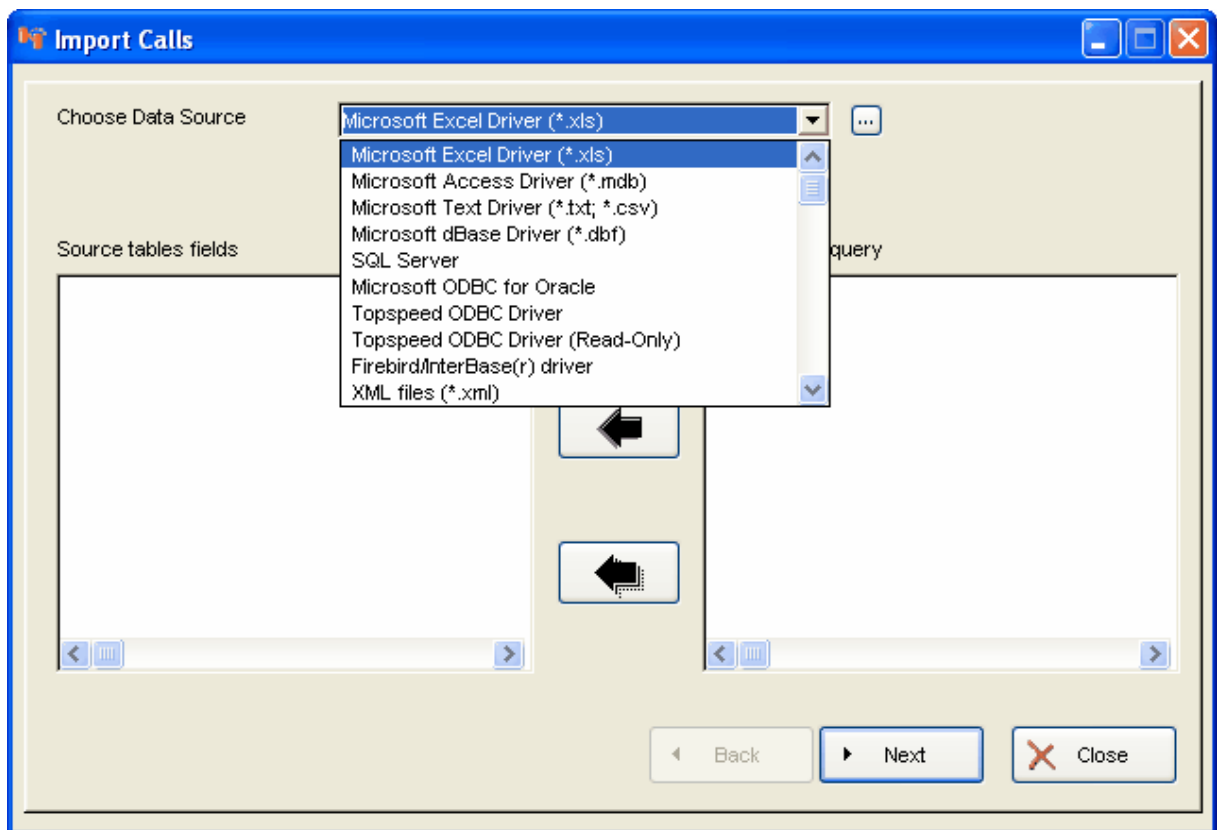 Import Calls
Choose Data Source
Microsoft Excel Driver (*.xls)
...
Microsoft Excel Driver (*.xls)
Microsoft Access Driver (*.mdb)
Microsoft Text Driver (*.txt; *.csv)
Microsoft dBase Driver (*.dbf)
SQL Server
Microsoft ODBC for Oracle
Topspeed ODBC Driver
Topspeed ODBC Driver (Read-Only)
Firebird/InterBase(r) driver
XML files (*.xml)
Source tables fields
query
Back
Next
Close